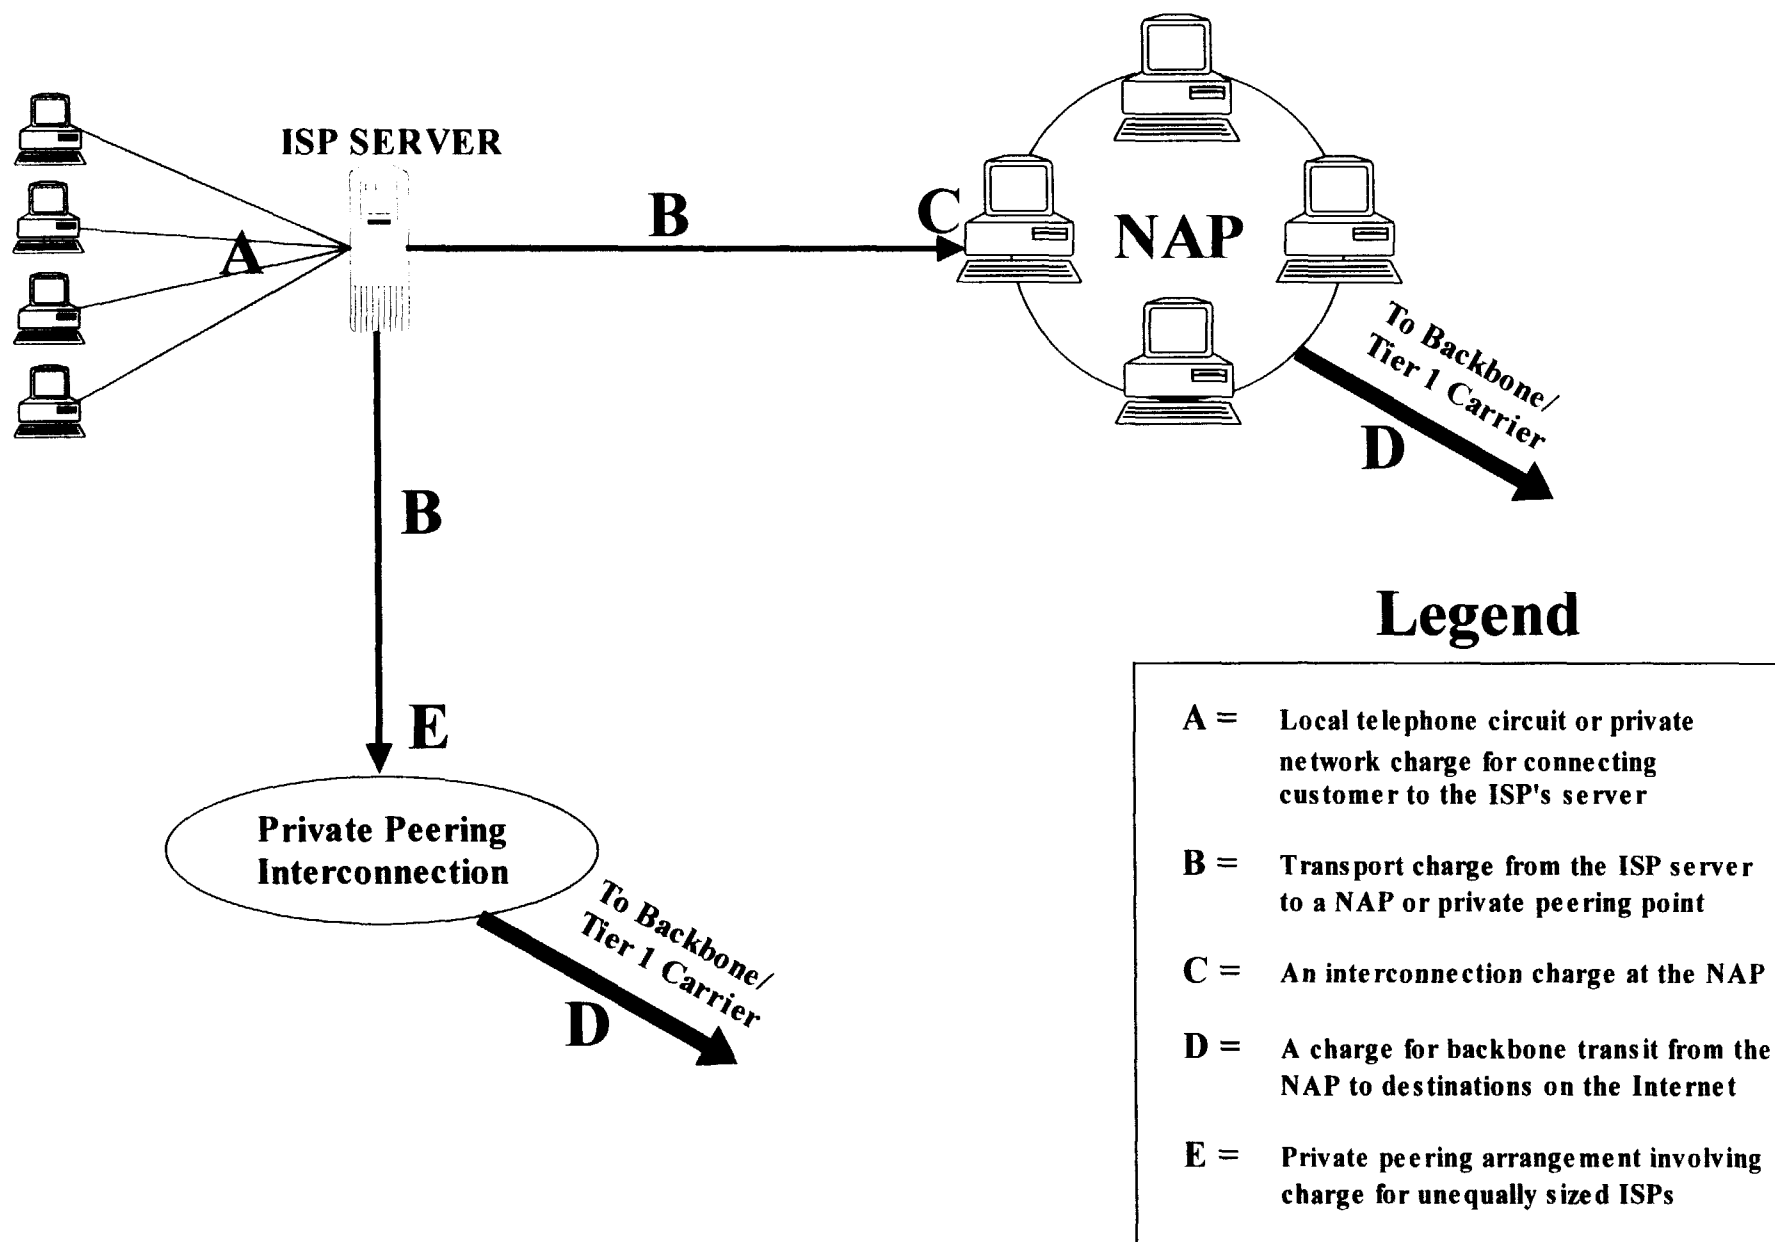 ISP SERVER
A
B
C
NAP
To Backbone/
Tier 1 Carrier
D
B
E
Private Peering
Interconnection
To Backbone/
Tier 1 Carrier
D
Legend
A = Local telephone circuit or private
network charge for connecting
customer to the ISP's server
B = Transport charge from the ISP server
to a NAP or private peering point
C = An interconnection charge at the NAP
D = A charge for backbone transit from the
NAP to destinations on the Internet
E = Private peering arrangement involving
charge for unequally sized ISPs